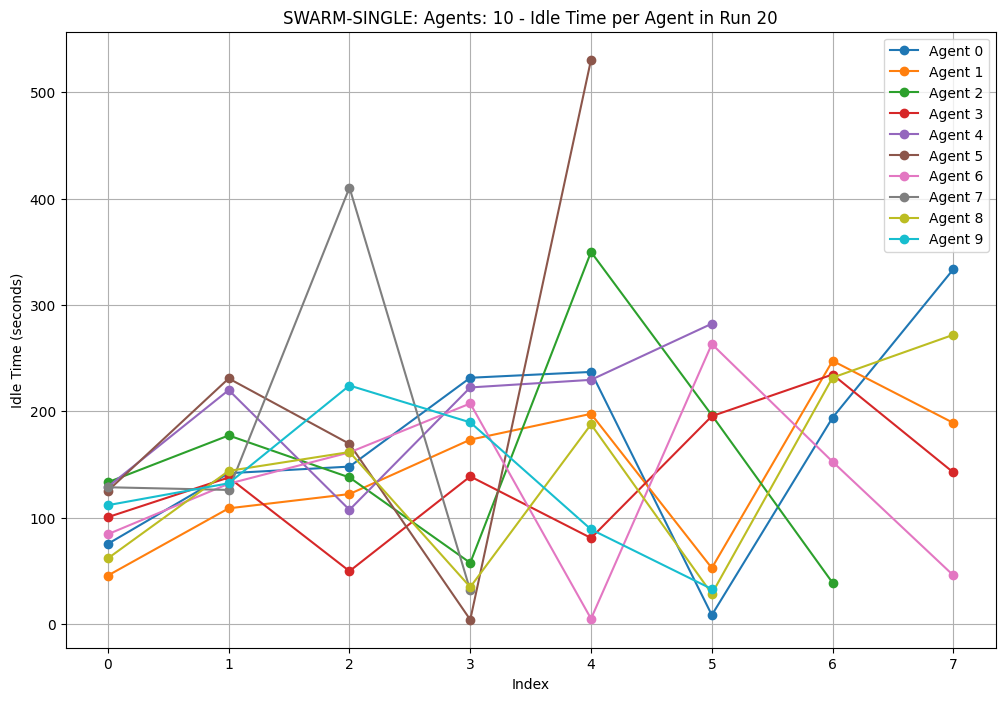 SWARM-SINGLE: Agents: 10 - Idle Time per Agent in Run 20
Idle Time (seconds)
500
400
300
200
100
0
0 1 2 3 4 5 6 7
Index
Agent 0
Agent 1
Agent 2
Agent 3
Agent 4
Agent 5
Agent 6
Agent 7
Agent 8
Agent 9